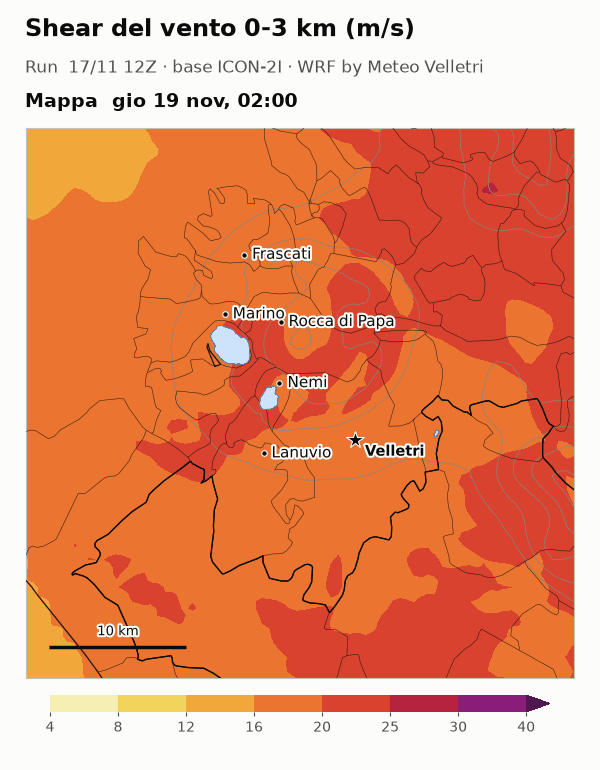 Shear del vento 0-3 km (m/s)
Run 17/11 12Z · base ICON-2I · WRF by Meteo Velletri
Mappa gio 19 nov, 02:00
Frascati
Marino
Rocca di Papa
Nemi
Velletri
Lanuvio
10 km
4 8 12 16 20 25 30 40